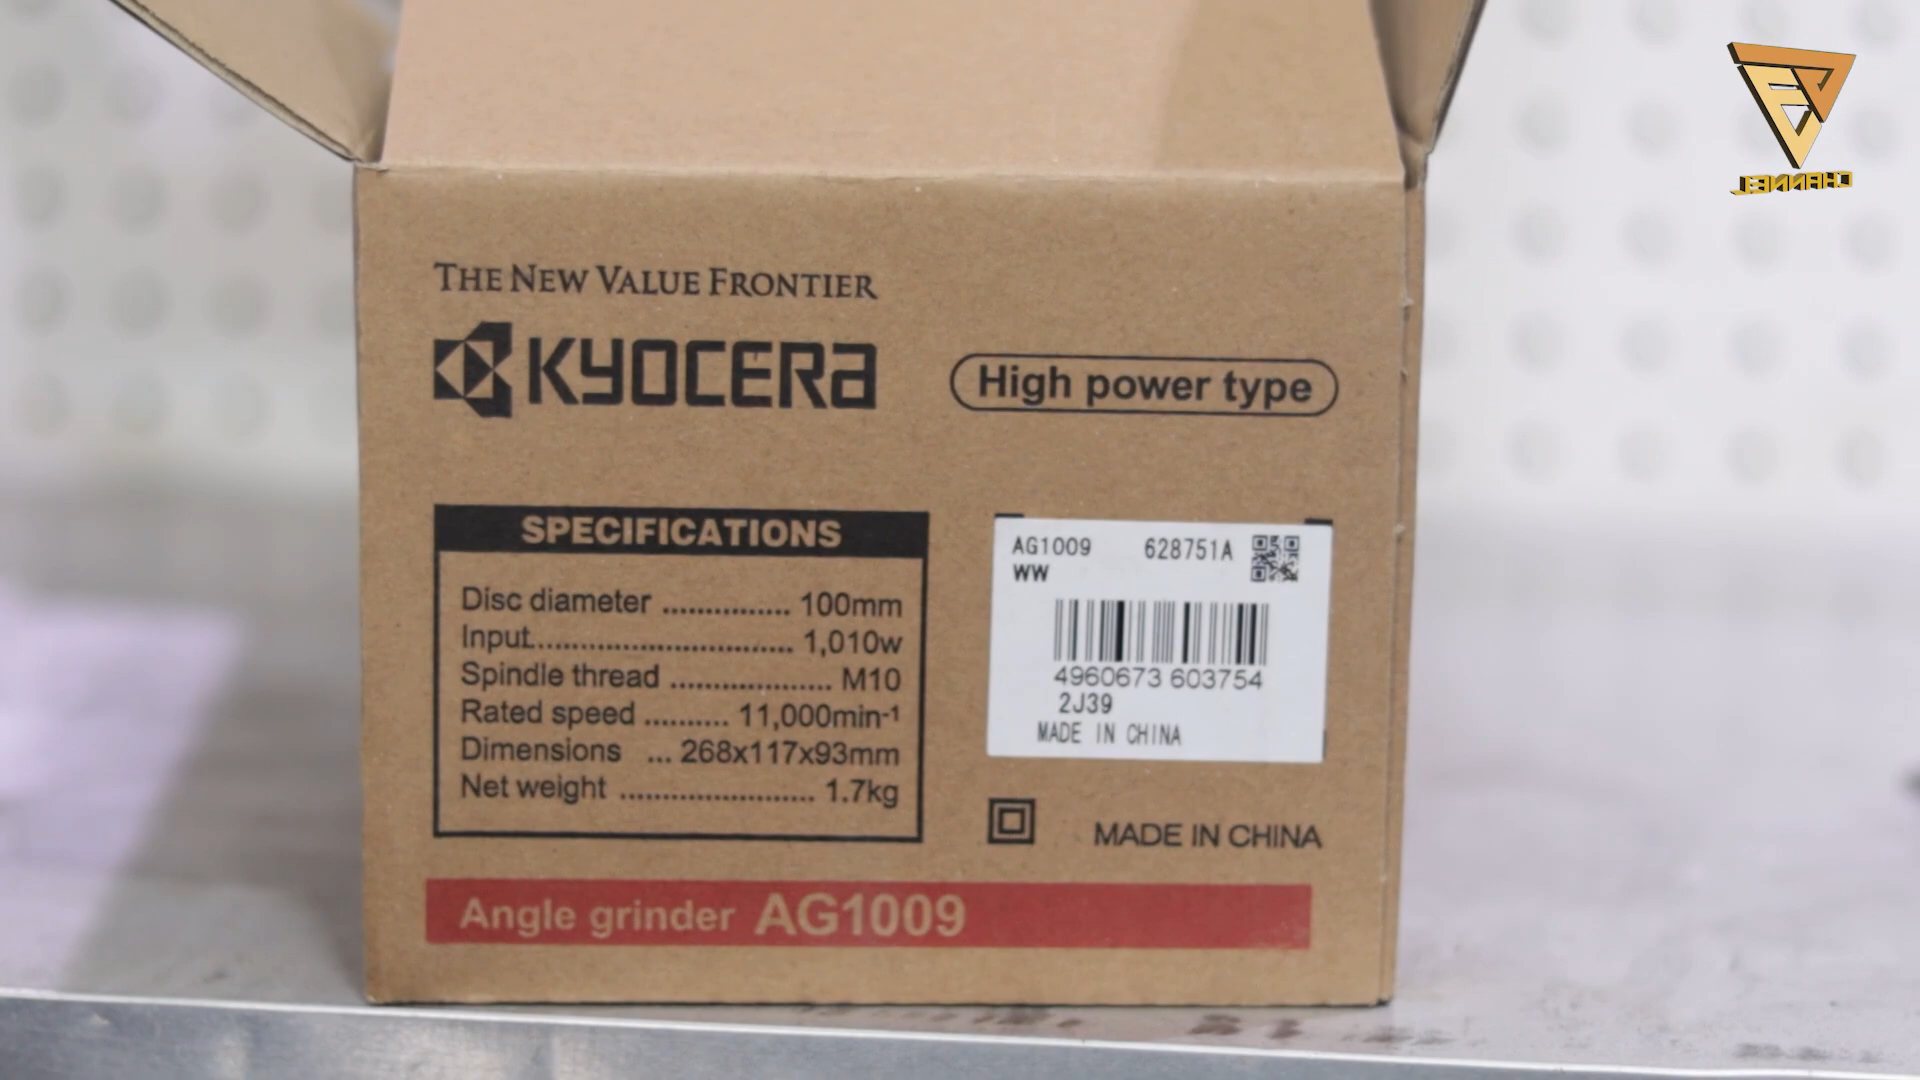 THE NEW VALUE FRONTIER
KYOCERA
High power type
SPECIFICATIONS
Disc diameter ............... 100mm
Input.............................. 1,010w
Spindle thread ................... M10
Rated speed .......... 11,000min-¹
Dimensions ... 268x117x93mm
Net weight ....................... 1.7kg
AG1009 628751A
WW
4960673 603754
2J39
MADE IN CHINA
MADE IN CHINA
Angle grinder AG1009
CHANNEL